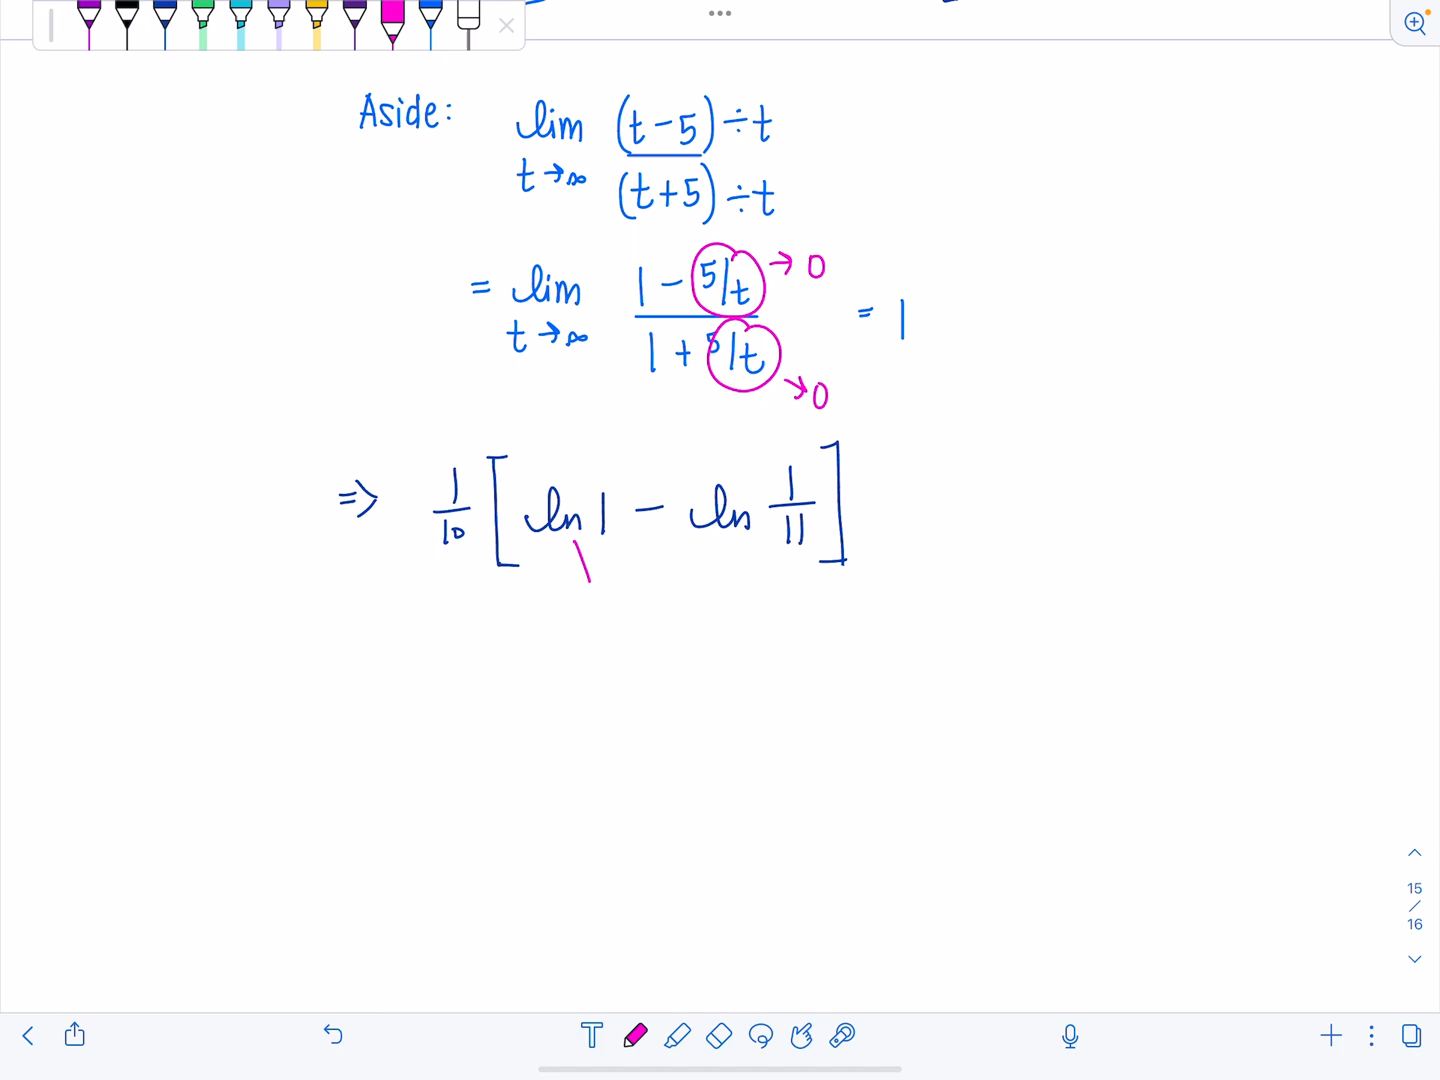 Aside: lim t→∞ (t-5)÷t / (t+5)÷t
= lim t→∞ 1 - 5/t / 1 + 5/t = 1
→ 0
→ 0
⇒ 1/10 [ ln 1 - ln 1/11 ]
15
/
16
T